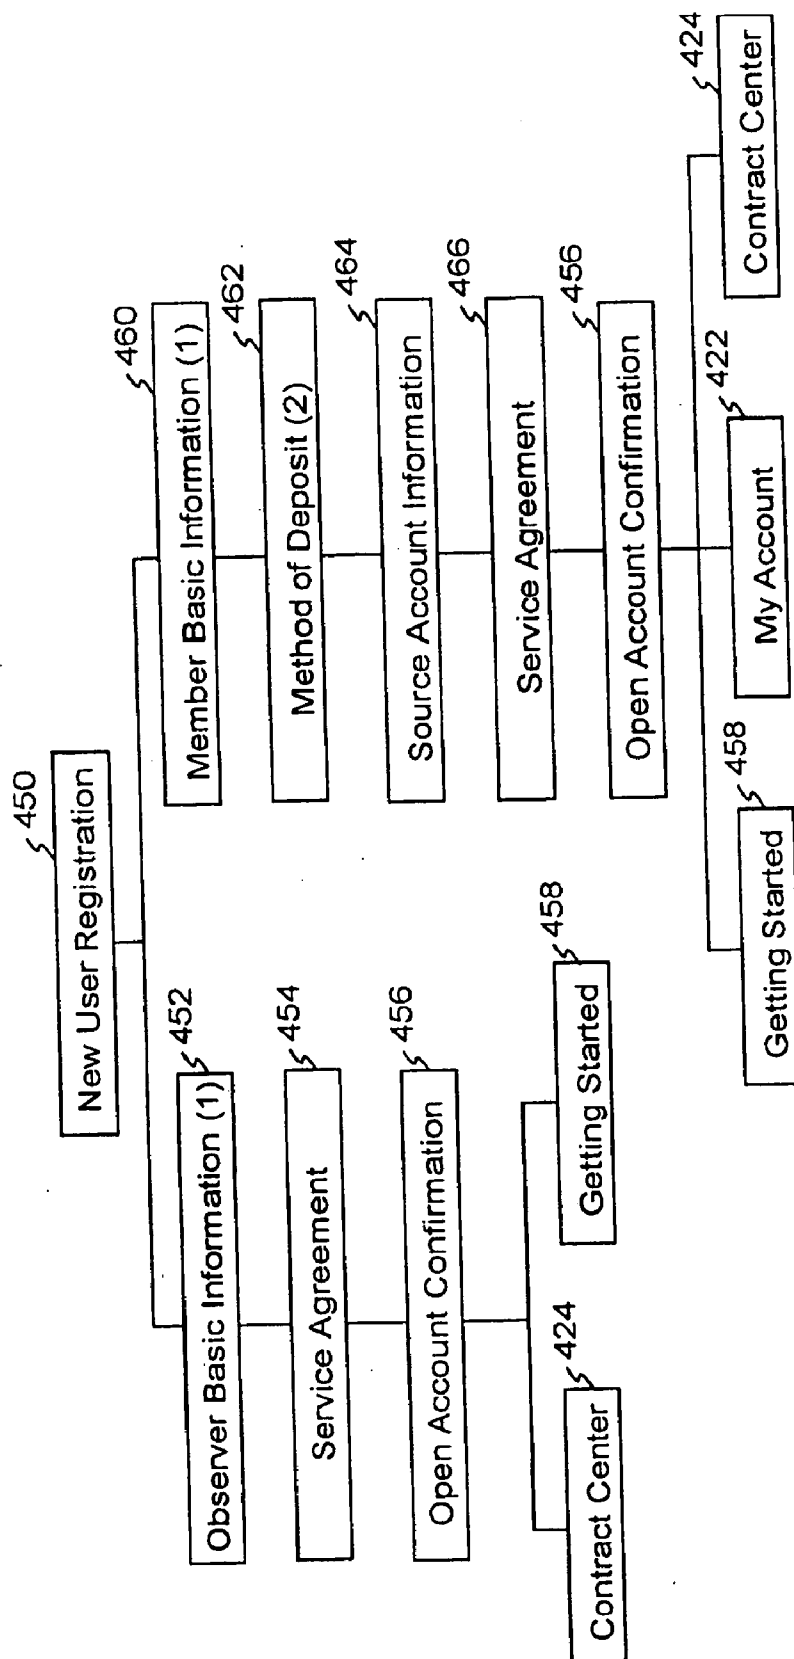 450
New User Registration
452
Observer Basic Information (1)
454
Service Agreement
456
Open Account Confirmation
424
Contract Center
458
Getting Started
460
Member Basic Information (1)
462
Method of Deposit (2)
464
Source Account Information
466
Service Agreement
456
Open Account Confirmation
458
Getting Started
422
My Account
424
Contract Center